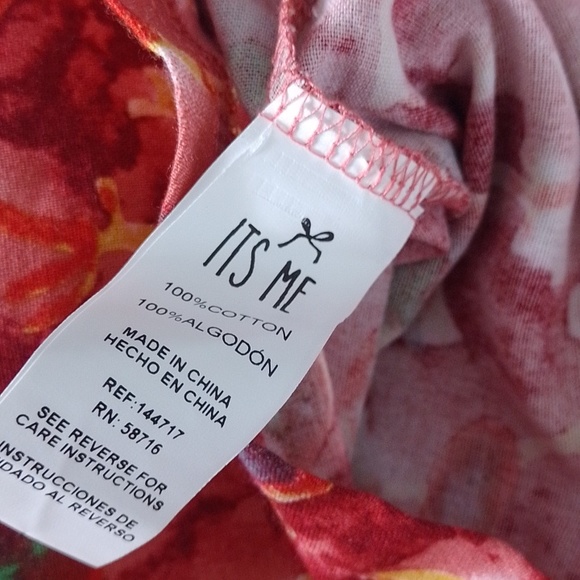 ITS ME
100%COTTON
100%ALGODÓN
MADE IN CHINA
HECHO EN CHINA
REF:144717
RN: 58716
SEE REVERSE FOR
CARE INSTRUCTIONS
INSTRUCCIONES DE
AL REVERSO